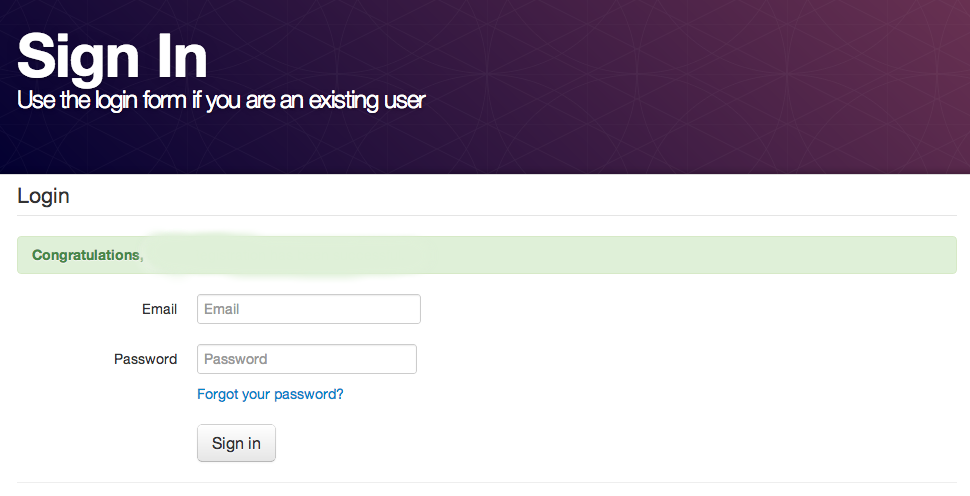 Sign In
Use the login form if you are an existing user
Login
Congratulations,
Email Email
Password Password
Forgot your password?
Sign in